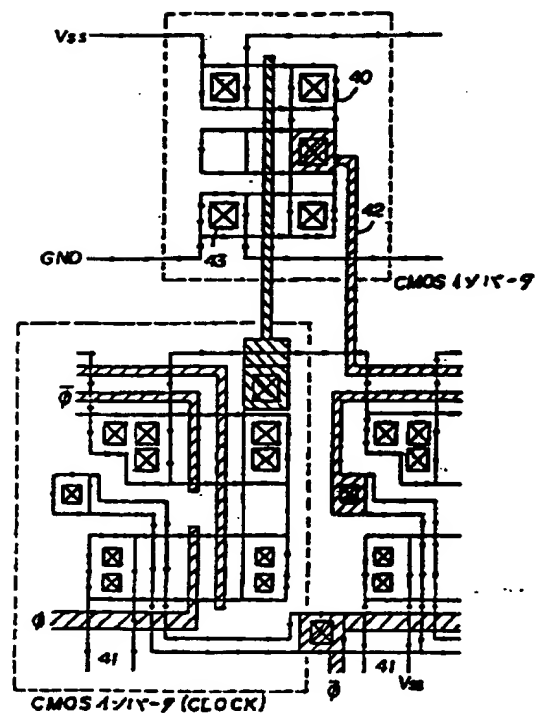 Vss
40
42
43
GND
CMOS インバータ
φ̅
φ
41
41
Vss
φ̅
CMOS インバータ (CLOCK)